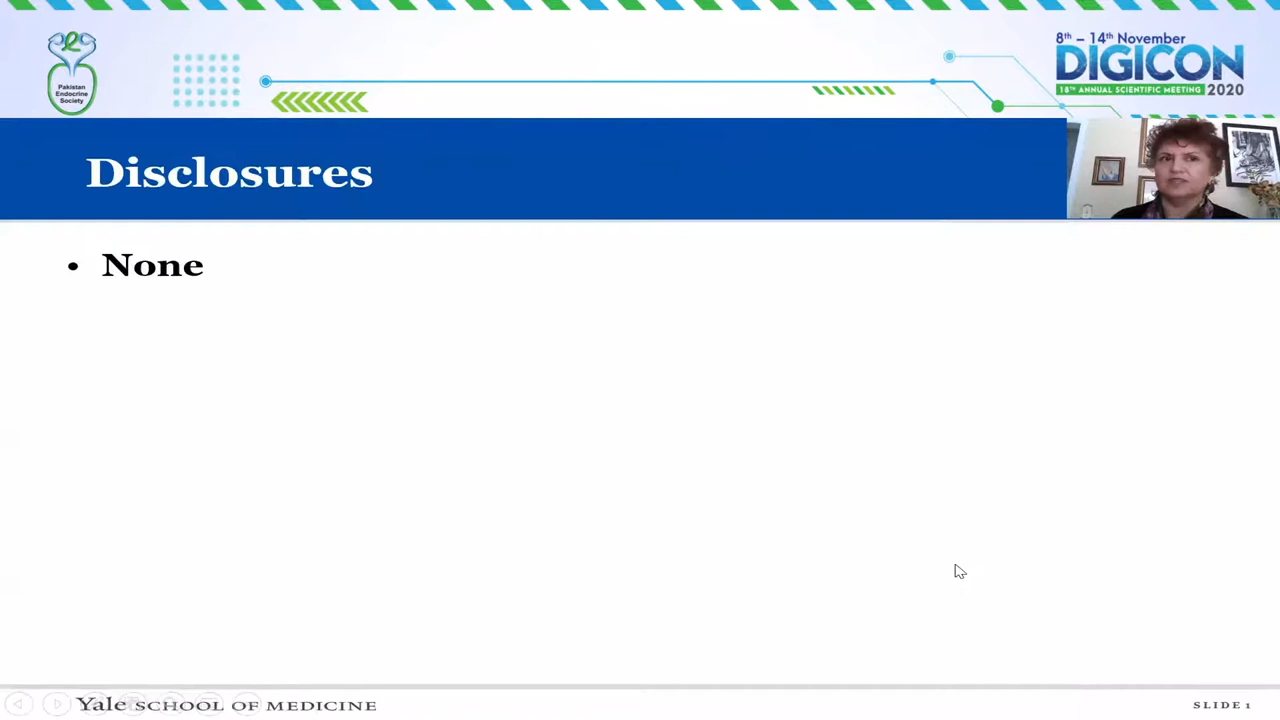 Pakistan
Endocrine
Society
8th – 14th November
DIGICON
18TH ANNUAL SCIENTIFIC MEETING 2020
Disclosures
• None
Yale SCHOOL OF MEDICINE
SLIDE 1